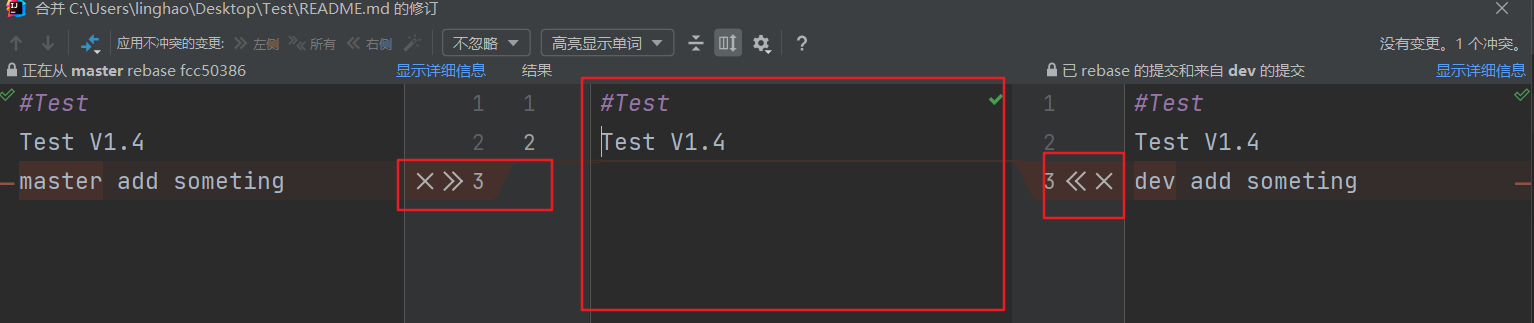 合并 C:\Users\linghao\Desktop\Test\README.md 的修订
应用不冲突的变更: 左侧 所有 右侧 不忽略 高亮显示单词 ? 没有变更。1 个冲突。
正在从 master rebase fcc50386 显示详细信息 结果 已 rebase 的提交和来自 dev 的提交 显示详细信息
#Test 1 1 #Test 1 #Test
Test V1.4 2 2 Test V1.4 2 Test V1.4
master add someting 3 3 dev add someting